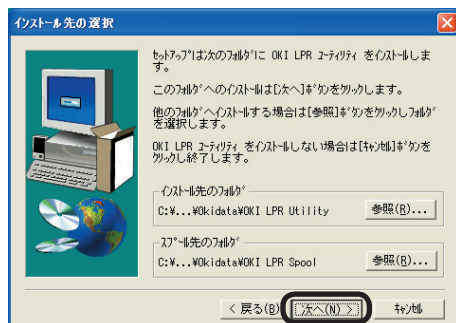 インストール先の選択
ｾｯﾄｱｯﾌﾟは次のﾌｫﾙﾀﾞに OKI LPR ﾕｰﾃｨﾘﾃｨ をｲﾝｽﾄｰﾙしま
す。
このﾌｫﾙﾀﾞへのｲﾝｽﾄｰﾙは[次へ]ﾎﾞﾀﾝをｸﾘｯｸします。
他のﾌｫﾙﾀﾞへｲﾝｽﾄｰﾙする場合は[参照]ﾎﾞﾀﾝをｸﾘｯｸしﾌｫﾙﾀﾞ
を選択します。
OKI LPR ﾕｰﾃｨﾘﾃｨ をｲﾝｽﾄｰﾙしない場合は[ｷｬﾝｾﾙ]ﾎﾞﾀﾝを
ｸﾘｯｸし終了します。
ｲﾝｽﾄｰﾙ先のﾌｫﾙﾀﾞ
C:¥...¥Okidata¥OKI LPR Utility 参照(R)...
ｽﾌﾟｰﾙ先のﾌｫﾙﾀﾞ
C:¥...¥Okidata¥OKI LPR Spool 参照(R)...
< 戻る(B) 次へ(N) > ｷｬﾝｾﾙ